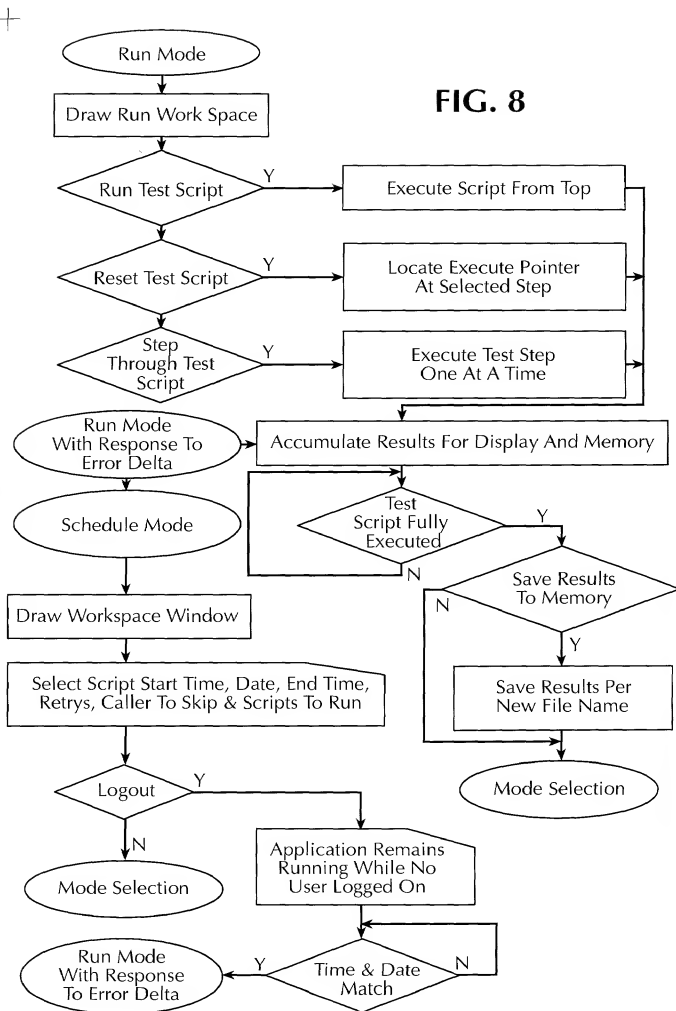 Run Mode
FIG. 8
Draw Run Work Space
Run Test Script
Y
Execute Script From Top
Reset Test Script
Y
Locate Execute Pointer
At Selected Step
Step
Through Test
Script
Y
Execute Test Step
One At A Time
Run Mode
With Response To
Error Delta
Accumulate Results For Display And Memory
Test
Script Fully
Executed
Y
N
Schedule Mode
Save Results
To Memory
N
Y
Draw Workspace Window
Select Script Start Time, Date, End Time,
Retrys, Caller To Skip & Scripts To Run
Save Results Per
New File Name
Mode Selection
Logout
Y
N
Mode Selection
Application Remains
Running While No
User Logged On
Time & Date
Match
N
Y
Run Mode
With Response
To Error Delta